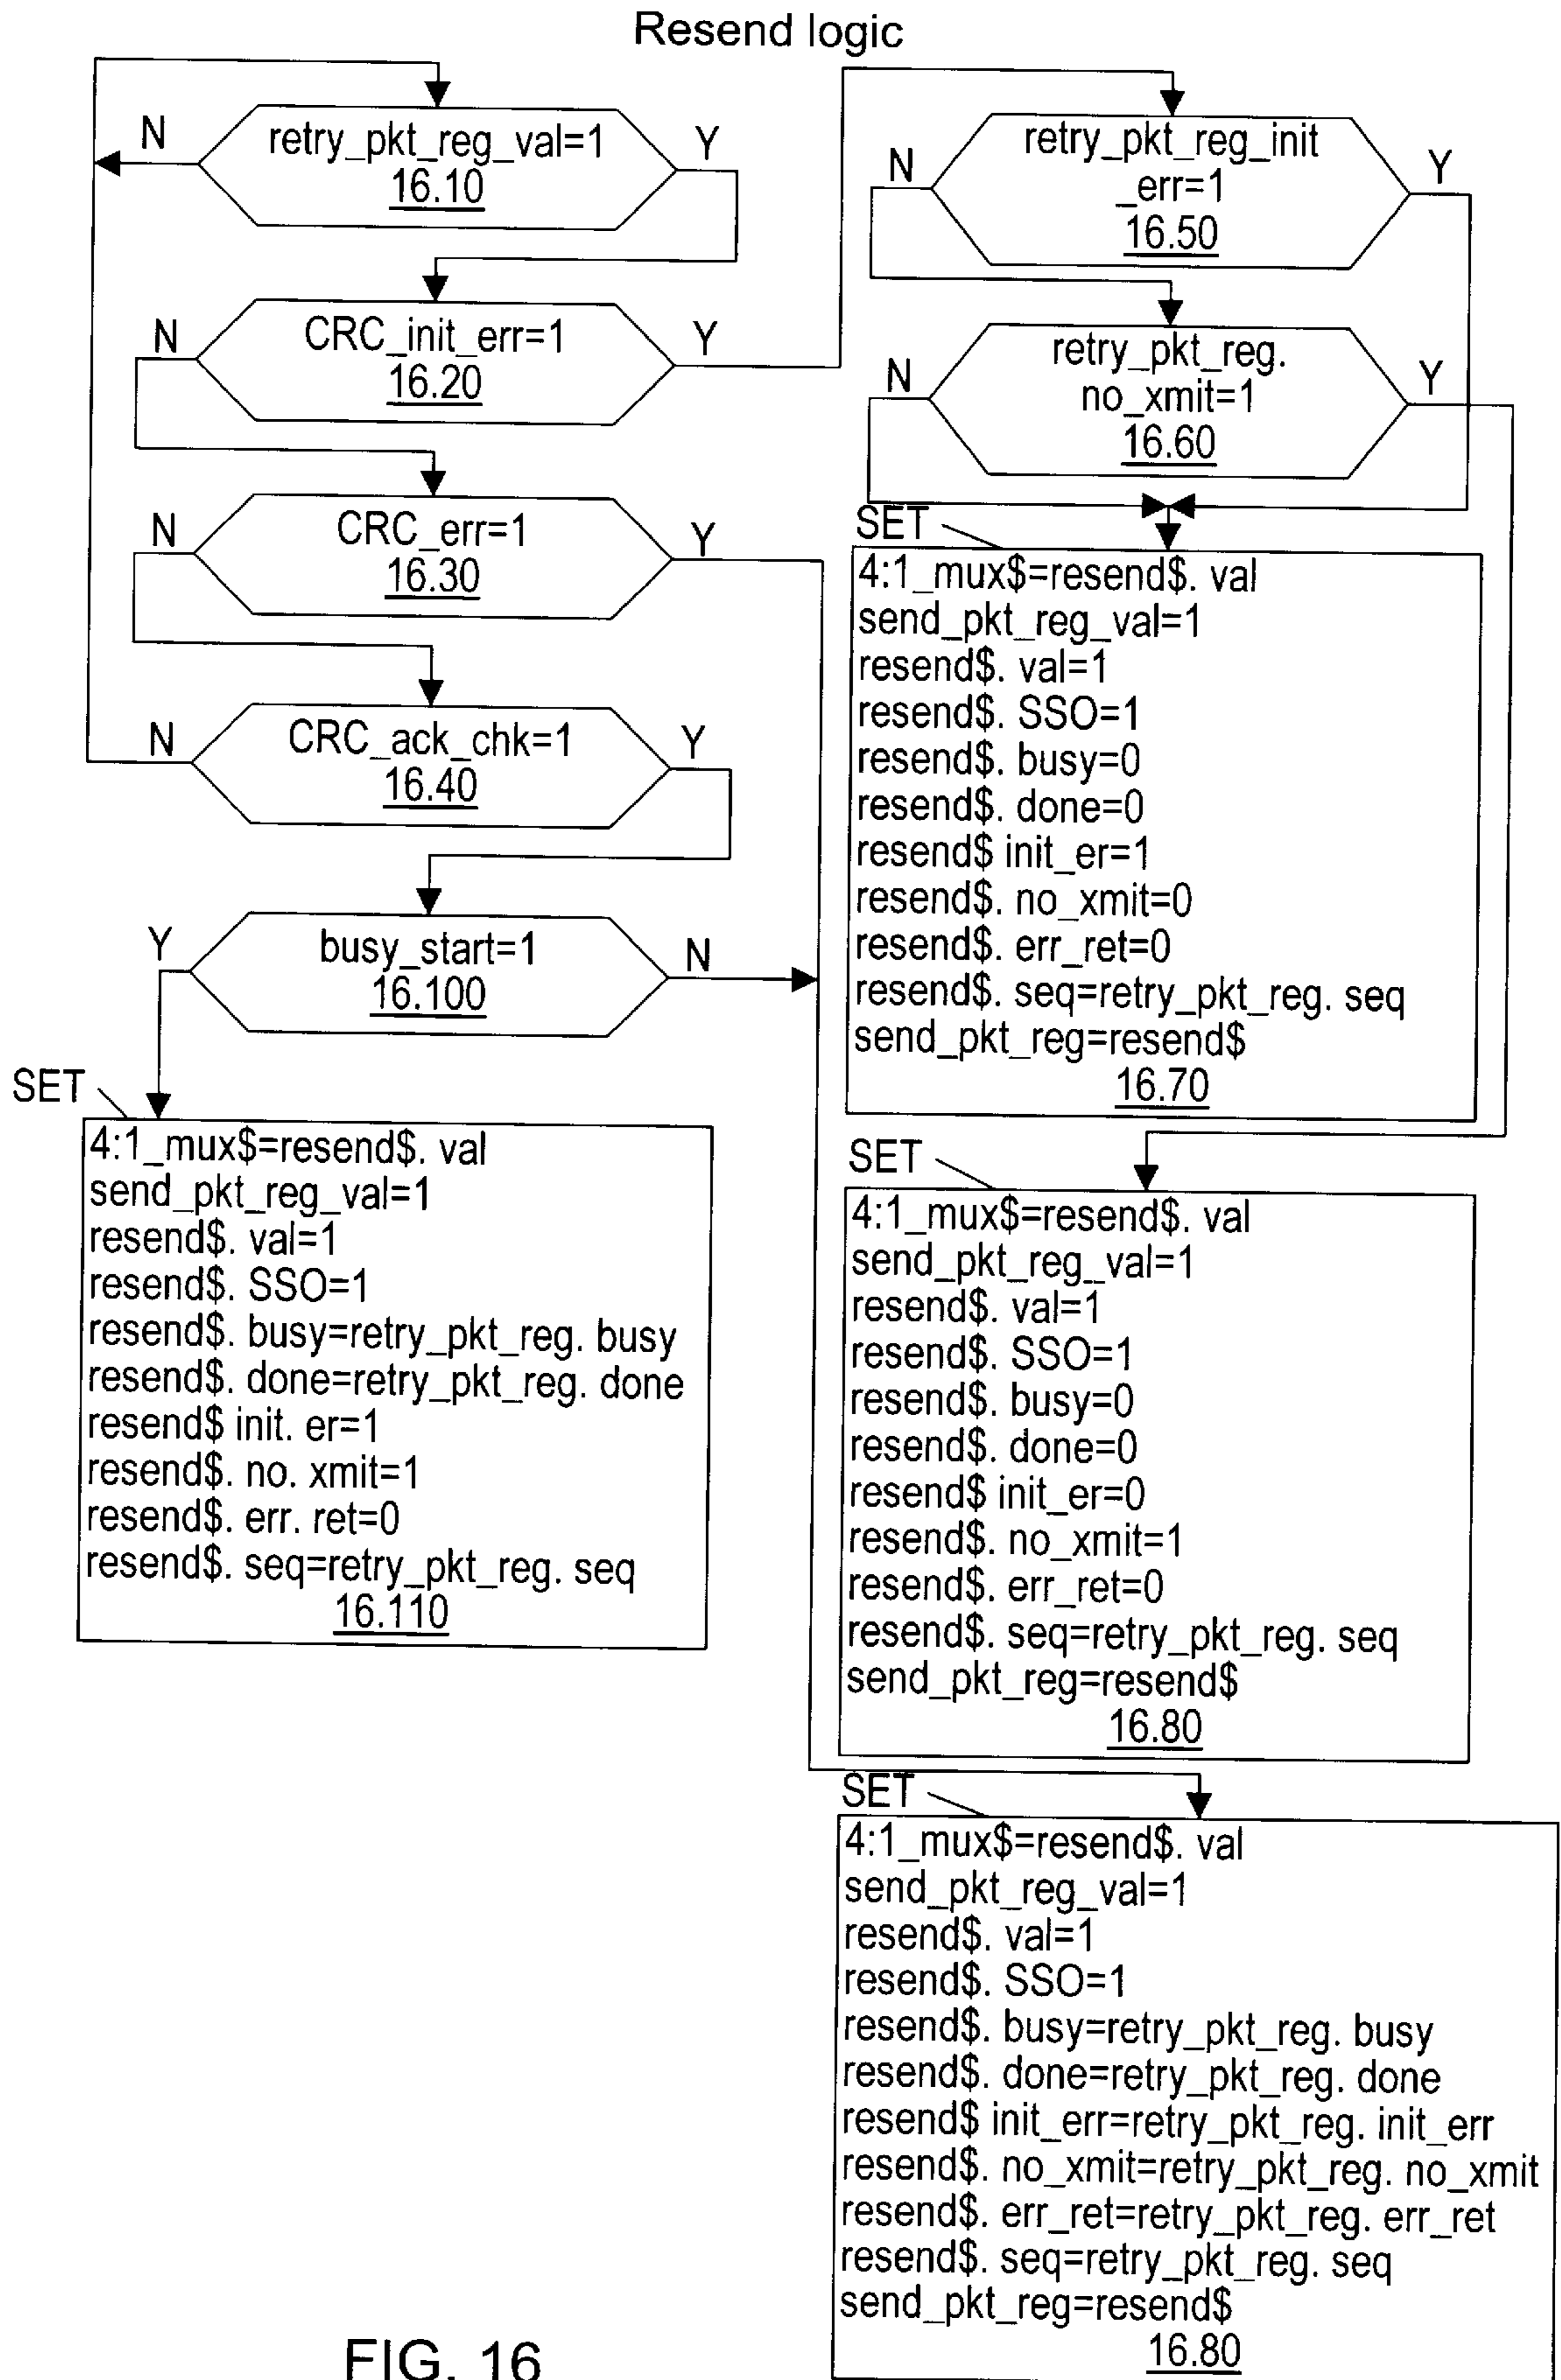 Resend logic
retry_pkt_reg_val=1
16.10
N
Y
CRC_init_err=1
16.20
N
Y
CRC_err=1
16.30
N
Y
CRC_ack_chk=1
16.40
N
Y
busy_start=1
16.100
Y
N
SET
4:1_mux$=resend$. val
send_pkt_reg_val=1
resend$. val=1
resend$. SSO=1
resend$. busy=retry_pkt_reg. busy
resend$. done=retry_pkt_reg. done
resend$ init. er=1
resend$. no. xmit=1
resend$. err. ret=0
resend$. seq=retry_pkt_reg. seq
16.110
retry_pkt_reg_init
_err=1
16.50
N
Y
retry_pkt_reg.
no_xmit=1
16.60
N
Y
SET
4:1_mux$=resend$. val
send_pkt_reg_val=1
resend$. val=1
resend$. SSO=1
resend$. busy=0
resend$. done=0
resend$ init_er=1
resend$. no_xmit=0
resend$. err_ret=0
resend$. seq=retry_pkt_reg. seq
send_pkt_reg=resend$
16.70
SET
4:1_mux$=resend$. val
send_pkt_reg_val=1
resend$. val=1
resend$. SSO=1
resend$. busy=0
resend$. done=0
resend$ init_er=0
resend$. no_xmit=1
resend$. err_ret=0
resend$. seq=retry_pkt_reg. seq
send_pkt_reg=resend$
16.80
SET
4:1_mux$=resend$. val
send_pkt_reg_val=1
resend$. val=1
resend$. SSO=1
resend$. busy=retry_pkt_reg. busy
resend$. done=retry_pkt_reg. done
resend$ init_err=retry_pkt_reg. init_err
resend$. no_xmit=retry_pkt_reg. no_xmit
resend$. err_ret=retry_pkt_reg. err_ret
resend$. seq=retry_pkt_reg. seq
send_pkt_reg=resend$
16.80
FIG. 16